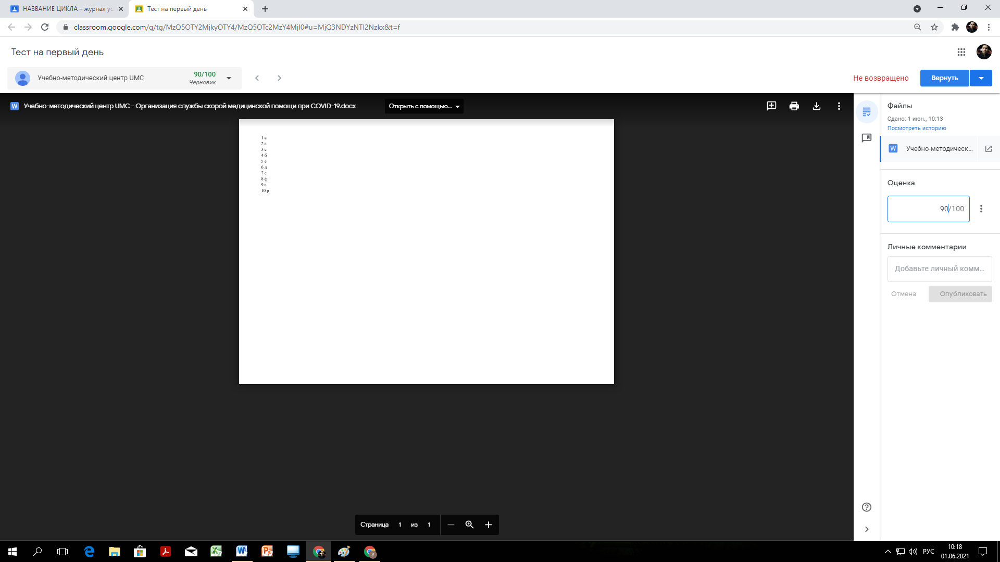 НАЗВАНИЕ ЦИКЛА – журнал ус
Тест на первый день
classroom.google.com/g/tg/MzQ5OTY2MjkyOTY4/MzQ5OTc2MzY4MjI0#u=MjQ3NDYzNTI2Nzkx&t=f
Тест на первый день
Учебно-методический центр UMC
90/100
Черновик
Не возвращено
Вернуть
W Учебно-методический центр UMC - Организация службы скорой медицинской помощи при COVID-19.docx
Открыть с помощью...
1 а
2 а
3 с
4 б
5 е
6 д
7 с
8 ф
9 а
10 р
Файлы
Сдано: 1 июн., 10:13
Посмотреть историю
W Учебно-методическ...
Оценка
90/100
Личные комментарии
Добавьте личный комм...
Отмена
Опубликовать
Страница 1 из 1
РУС
10:18
01.06.2021